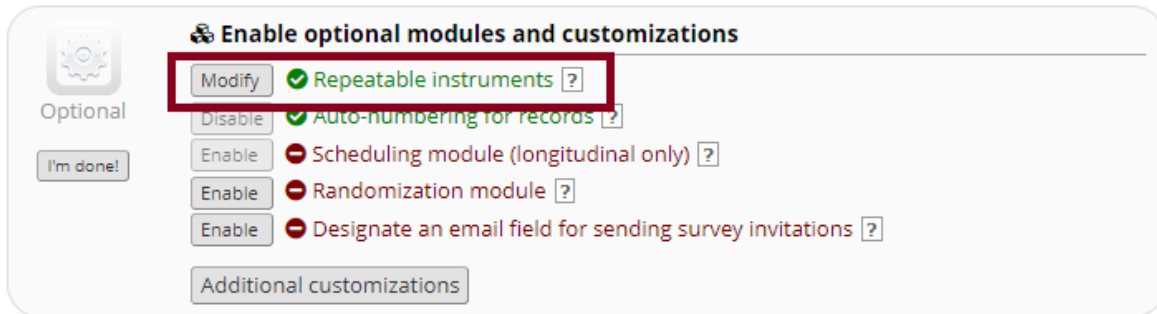 Enable optional modules and customizations
Modify Repeatable instruments ?
Optional
Disable Auto-numbering for records ?
I'm done!
Enable Scheduling module (longitudinal only) ?
Enable Randomization module ?
Enable Designate an email field for sending survey invitations ?
Additional customizations